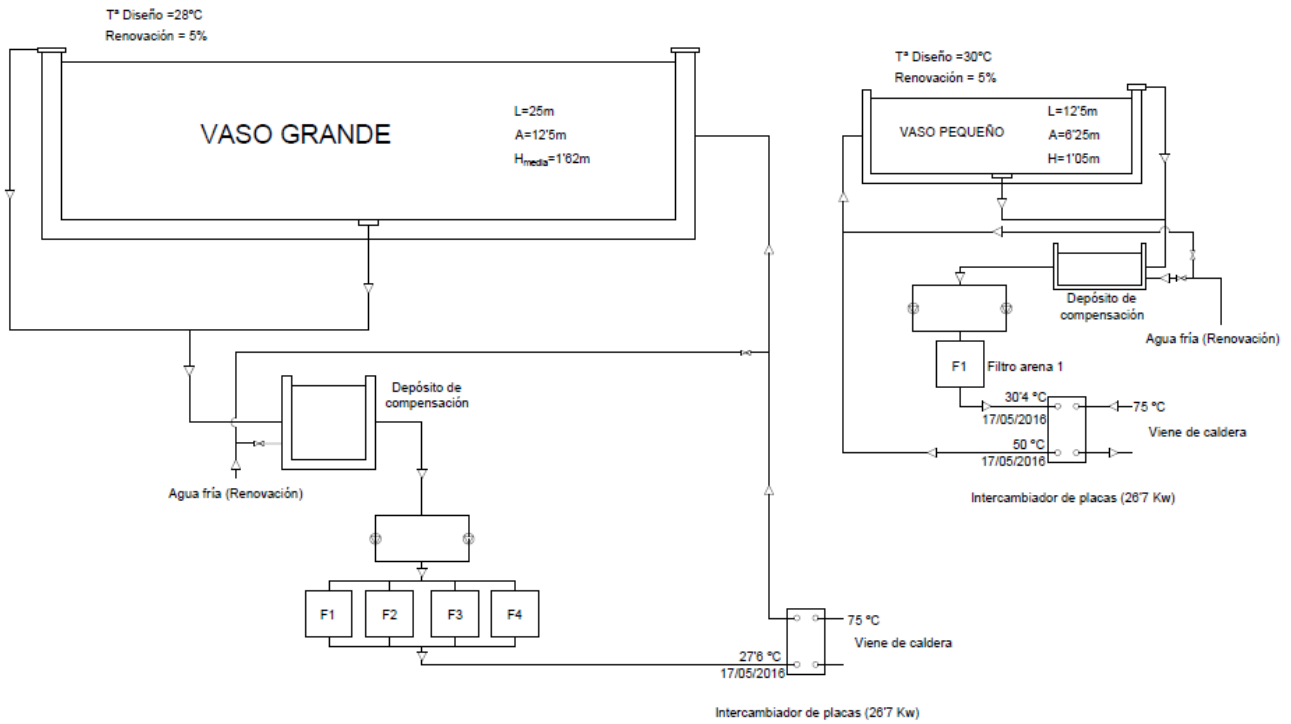 Tª Diseño =28ºC
Renovación = 5%
VASO GRANDE
L=25m
A=12'5m
Hmedia=1'62m
Tª Diseño =30ºC
Renovación = 5%
VASO PEQUEÑO
L=12'5m
A=6'25m
H=1'05m
Depósito de
compensación
Agua fría (Renovación)
F1
Filtro arena 1
30'4 ºC
17/05/2016
75 ºC
Viene de caldera
50 ºC
17/05/2016
Intercambiador de placas (26'7 Kw)
Depósito de
compensación
Agua fría (Renovación)
F1
F2
F3
F4
75 ºC
Viene de caldera
27'6 ºC
17/05/2016
Intercambiador de placas (26'7 Kw)